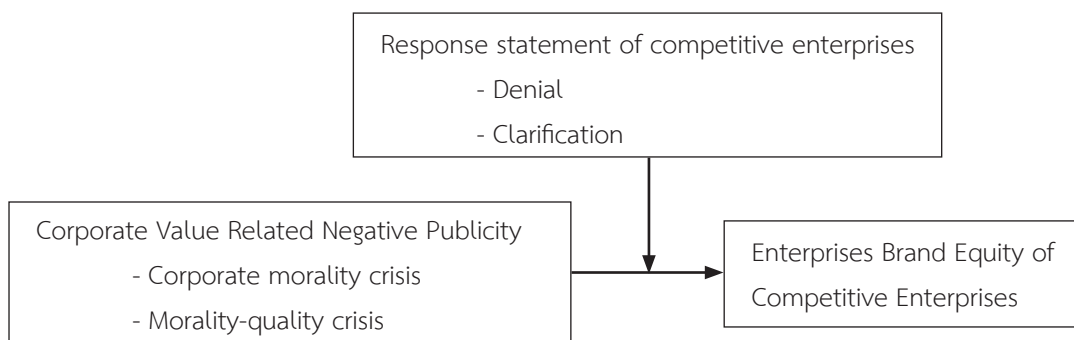 Response statement of competitive enterprises
- Denial
- Clarification
Corporate Value Related Negative Publicity
- Corporate morality crisis
- Morality-quality crisis
Enterprises Brand Equity of
Competitive Enterprises